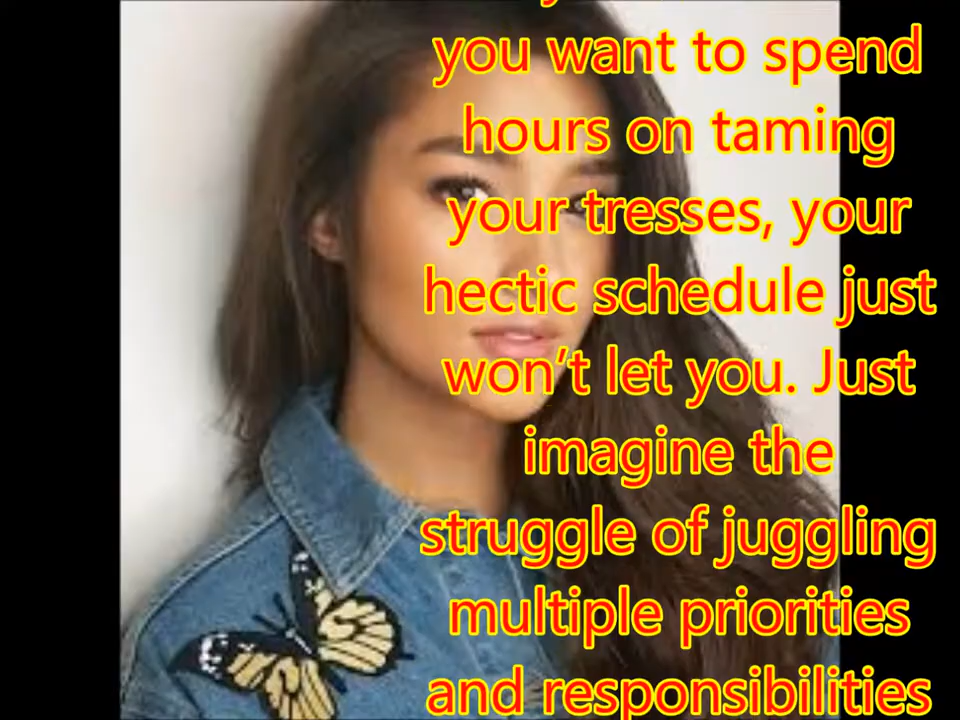 you want to spend
hours on taming
your tresses, your
hectic schedule just
won't let you. Just
imagine the
struggle of juggling
multiple priorities
and responsibilities